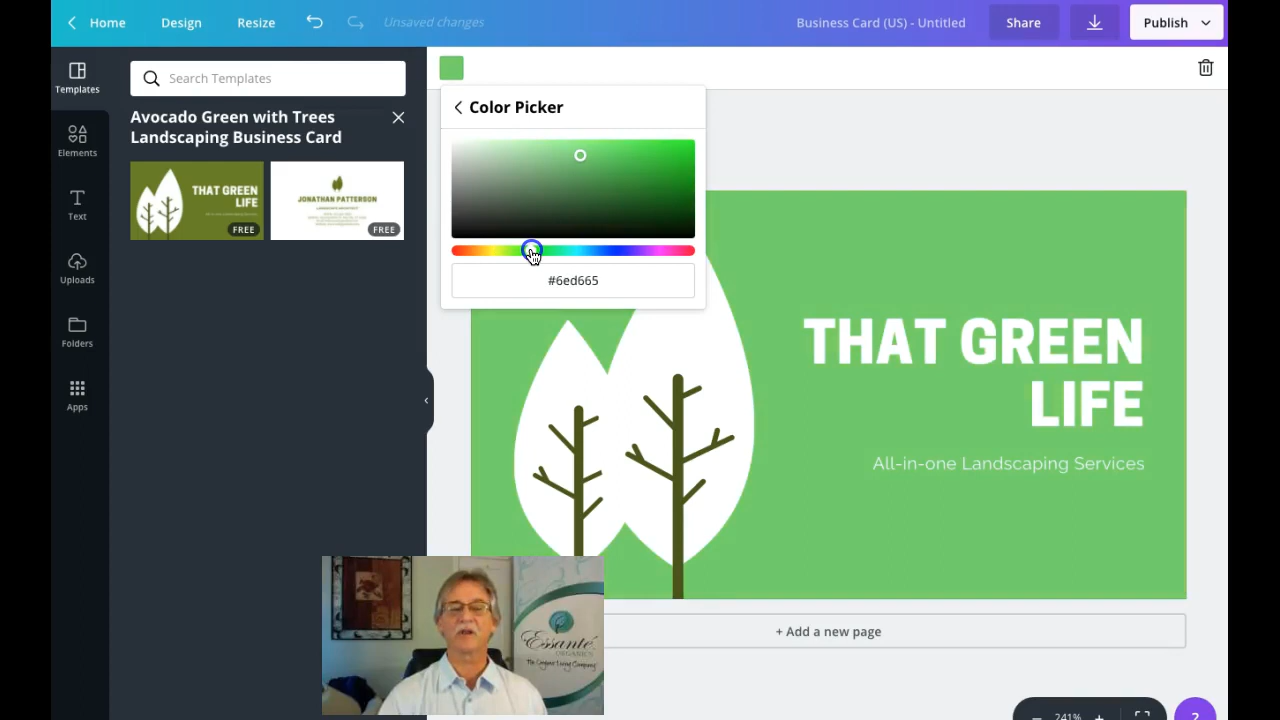 Home
Design
Resize
Unsaved changes
Business Card (US) - Untitled
Share
Publish
Templates
Elements
Text
Uploads
Folders
Apps
Search Templates
Avocado Green with Trees
Landscaping Business Card
THAT GREEN
LIFE
FREE
JONATHAN PATTERSON
FREE
Color Picker
#6ed665
THAT GREEN
LIFE
All-in-one Landscaping Services
+ Add a new page
241%
?
Essanté
ORGANICS
The Organic Living Company